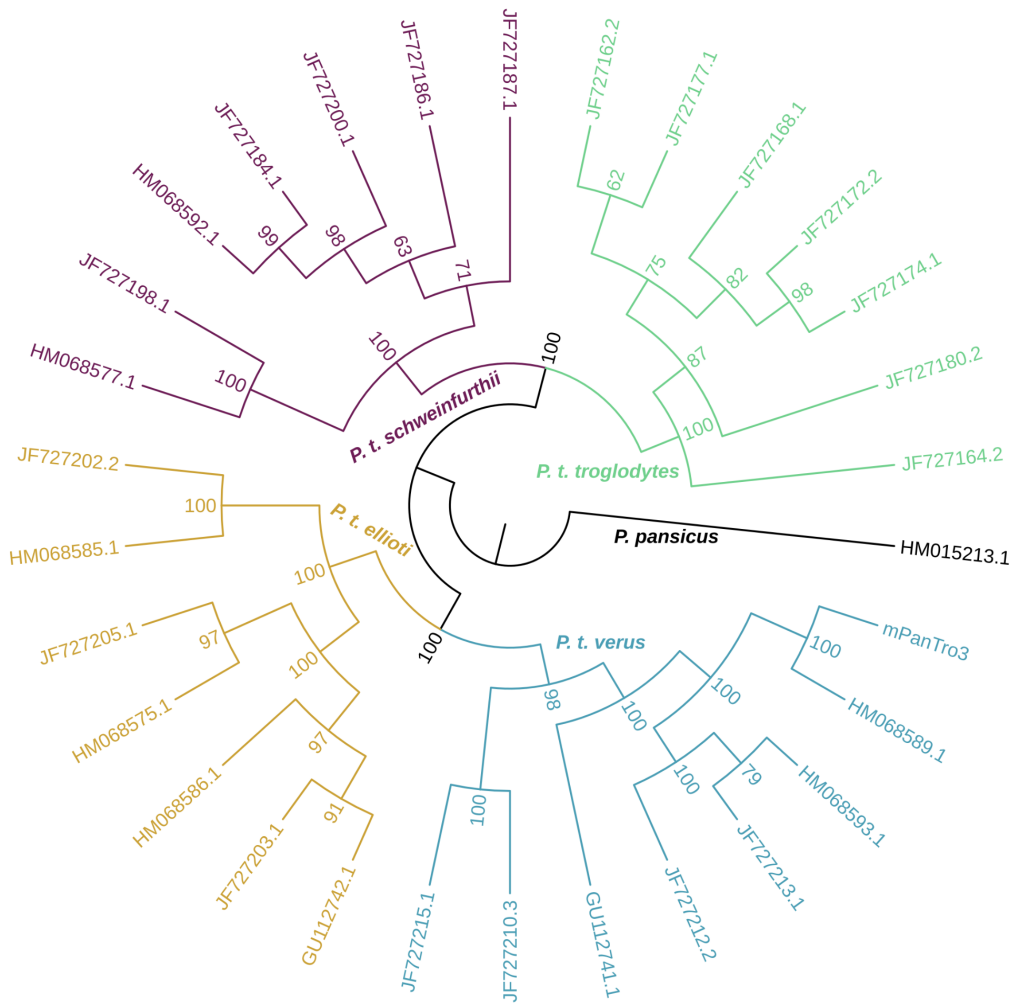 JF727187.1
JF727186.1
JF727200.1
JF727184.1
HM068592.1
JF727198.1
HM068577.1
99
98
63
71
100
100
P. t. schweinfurthii
100
JF727162.2
JF727177.1
JF727168.1
JF727172.2
JF727174.1
JF727180.2
JF727164.2
62
75
82
98
87
100
P. t. troglodytes
P. pansicus
HM015213.1
JF727202.2
HM068585.1
JF727205.1
HM068575.1
HM068586.1
JF727203.1
GU112742.1
100
100
97
100
97
91
P. t. ellioti
100
P. t. verus
98
100
100
100
100
79
100
mPanTro3
HM068589.1
HM068593.1
JF727213.1
JF727212.2
GU112741.1
JF727210.3
JF727215.1